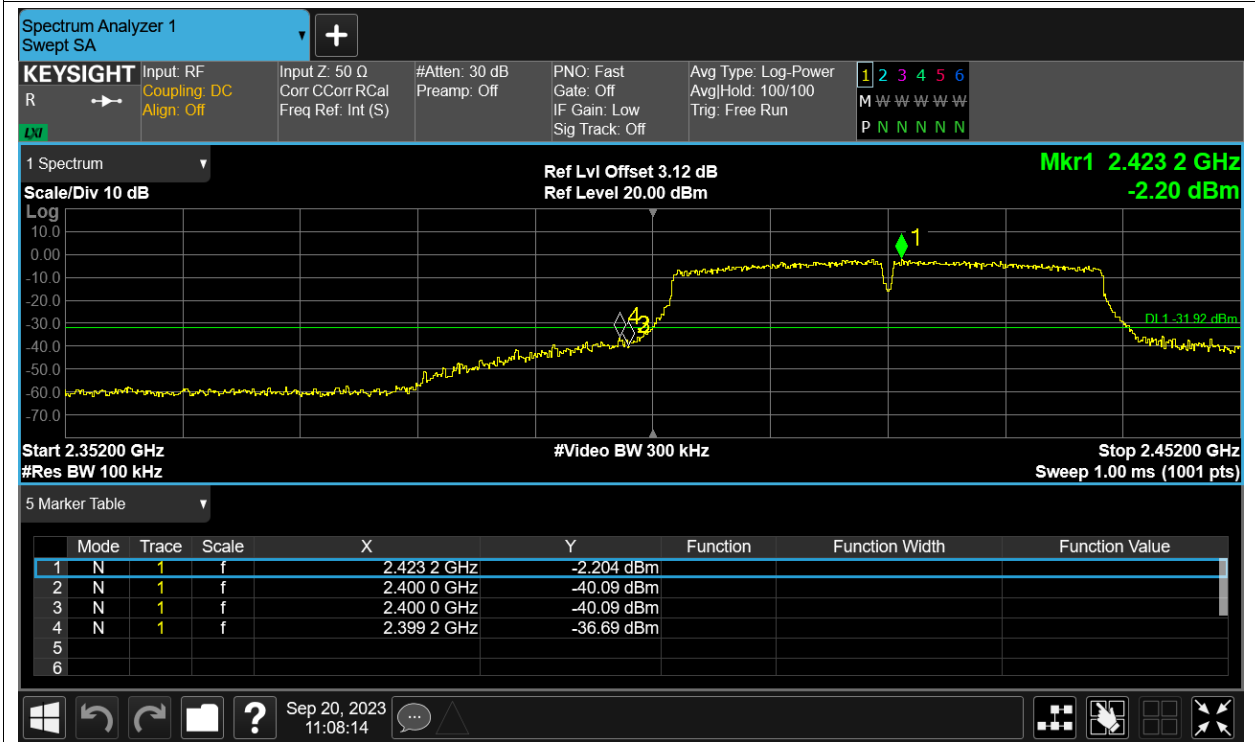 Spectrum Analyzer 1
Swept SA
KEYSIGHT Input: RF Input Z: 50 Ω #Atten: 30 dB PNO: Fast Avg Type: Log-Power 1 2 3 4 5 6
R Coupling: DC Corr CCorr RCal Preamp: Off Gate: Off Avg|Hold: 100/100 M W W W W W
Align: Off Freq Ref: Int (S) IF Gain: Low Trig: Free Run
LXI Sig Track: Off P N N N N N
1 Spectrum Ref Lvl Offset 3.12 dB Mkr1 2.423 2 GHz
Scale/Div 10 dB Ref Level 20.00 dBm -2.20 dBm
Log
10.0
1
0.00
-10.0
-20.0
4 3
-30.0
DL1 -31.92 dBm
-40.0
-50.0
-60.0
-70.0
Start 2.35200 GHz #Video BW 300 kHz Stop 2.45200 GHz
#Res BW 100 kHz Sweep 1.00 ms (1001 pts)
5 Marker Table
Mode Trace Scale X Y Function Function Width Function Value
1 N 1 f 2.423 2 GHz -2.204 dBm
2 N 1 f 2.400 0 GHz -40.09 dBm
3 N 1 f 2.400 0 GHz -40.09 dBm
4 N 1 f 2.399 2 GHz -36.69 dBm
5
6
? Sep 20, 2023
11:08:14